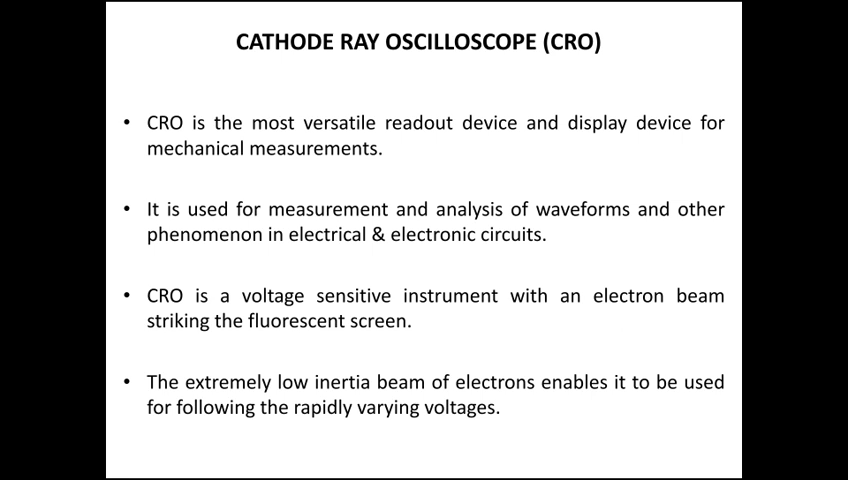 CATHODE RAY OSCILLOSCOPE (CRO)
• CRO is the most versatile readout device and display device for
mechanical measurements.
• It is used for measurement and analysis of waveforms and other
phenomenon in electrical & electronic circuits.
• CRO is a voltage sensitive instrument with an electron beam
striking the fluorescent screen.
• The extremely low inertia beam of electrons enables it to be used
for following the rapidly varying voltages.